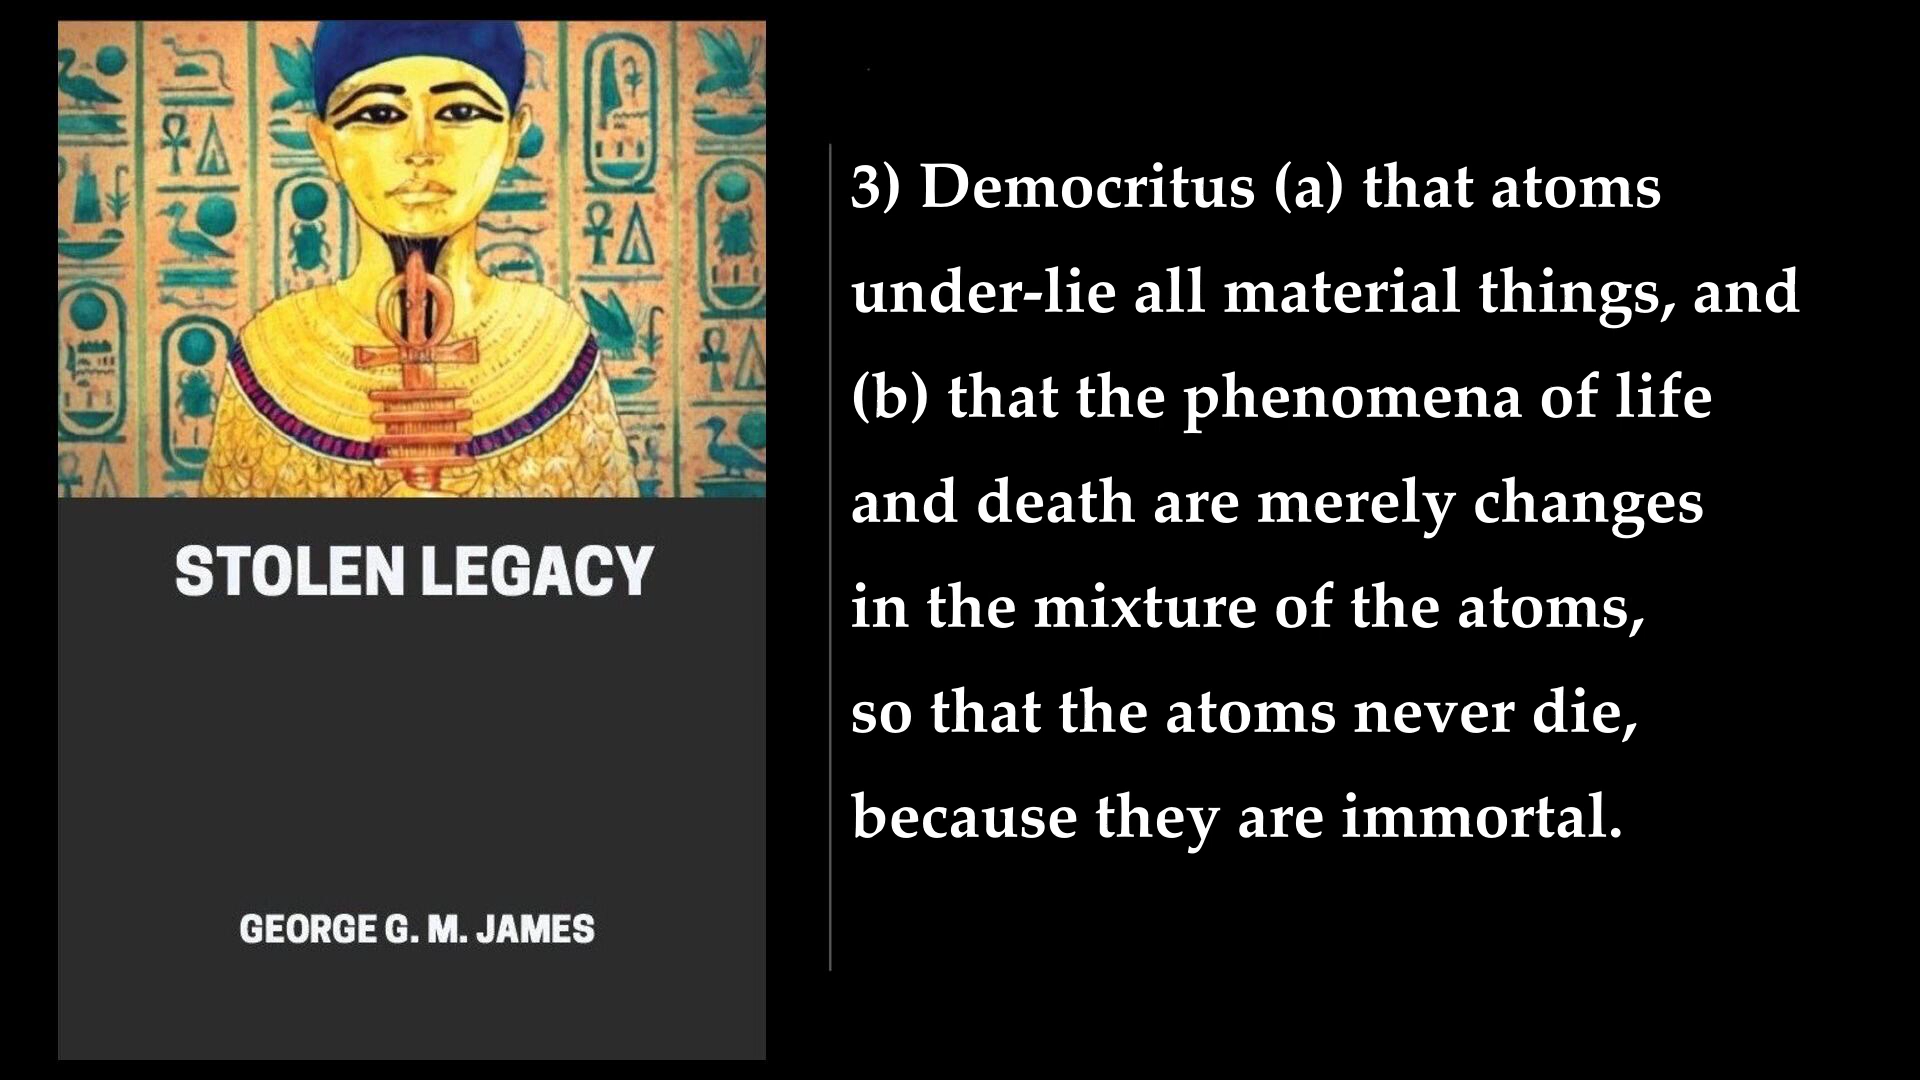 STOLEN LEGACY
GEORGE G. M. JAMES
3) Democritus (a) that atoms
under-lie all material things, and
(b) that the phenomena of life
and death are merely changes
in the mixture of the atoms,
so that the atoms never die,
because they are immortal.